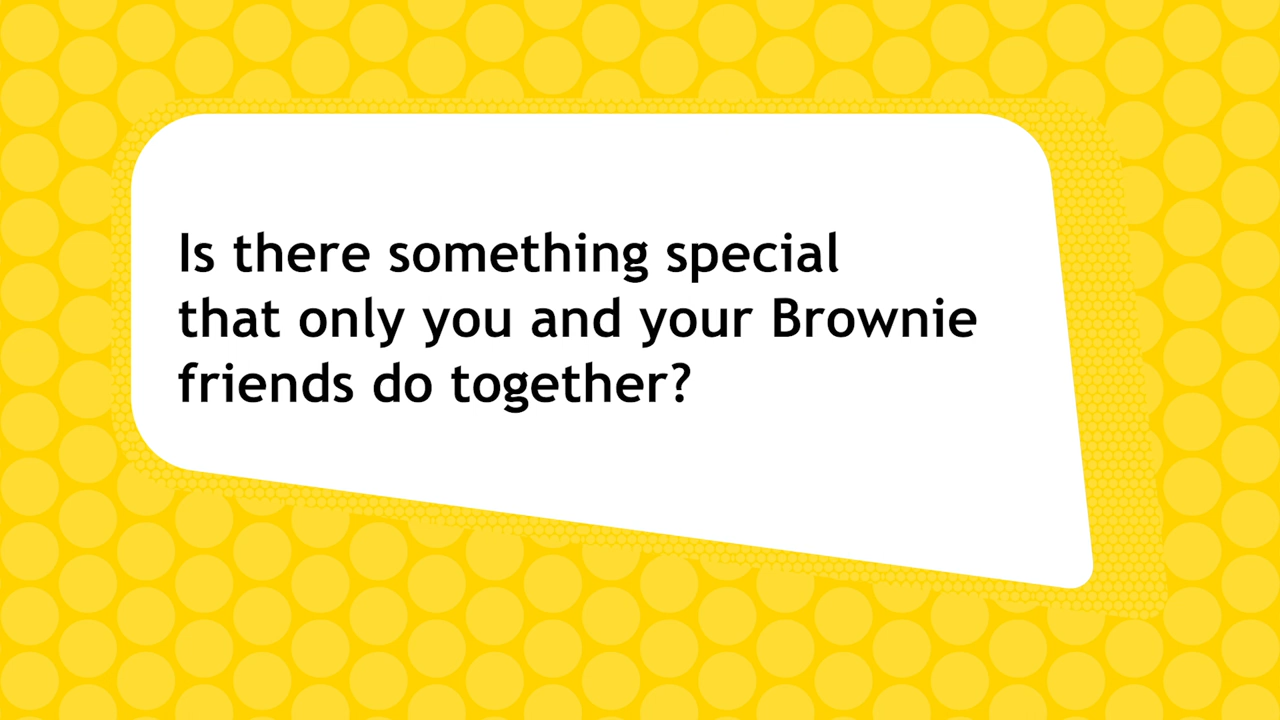 Is there something special
that only you and your Brownie
friends do together?